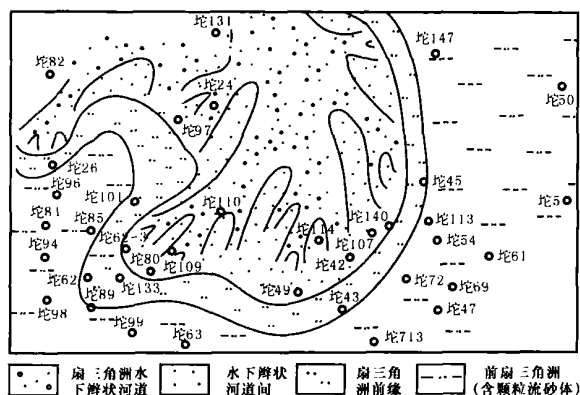 坨131
坨147
坨82
坨50
坨24
坨97
坨26
坨96
坨45
坨5
坨101
坨110
坨81
坨85
坨140
坨113
坨68-3
坨114
坨54
坨94
坨80
坨107
坨61
坨109
坨42
坨62
坨133
坨72
坨89
坨49
坨69
坨98
坨43
坨47
坨99
坨63
坨713
扇三角洲水下辫状河道
水下辫状河道间
扇三角洲前缘
前扇三角洲(含颗粒流砂体)